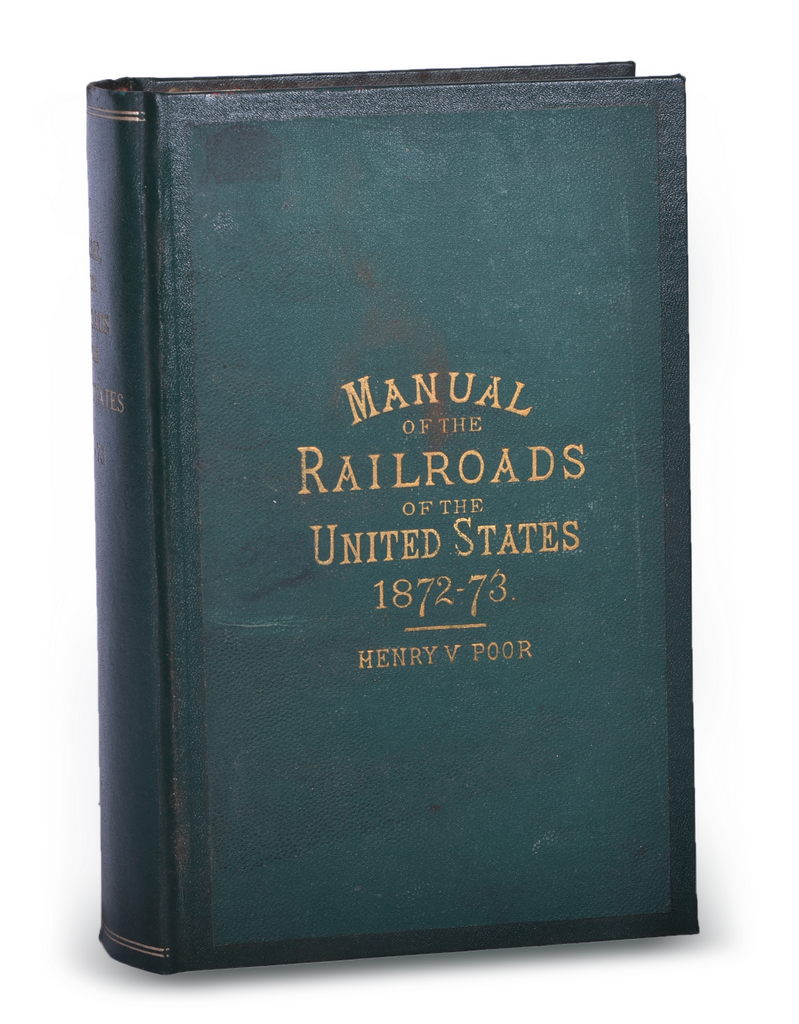 MANUAL
OF THE
RAILROADS
OF THE
UNITED STATES
1872-73.
HENRY V POOR